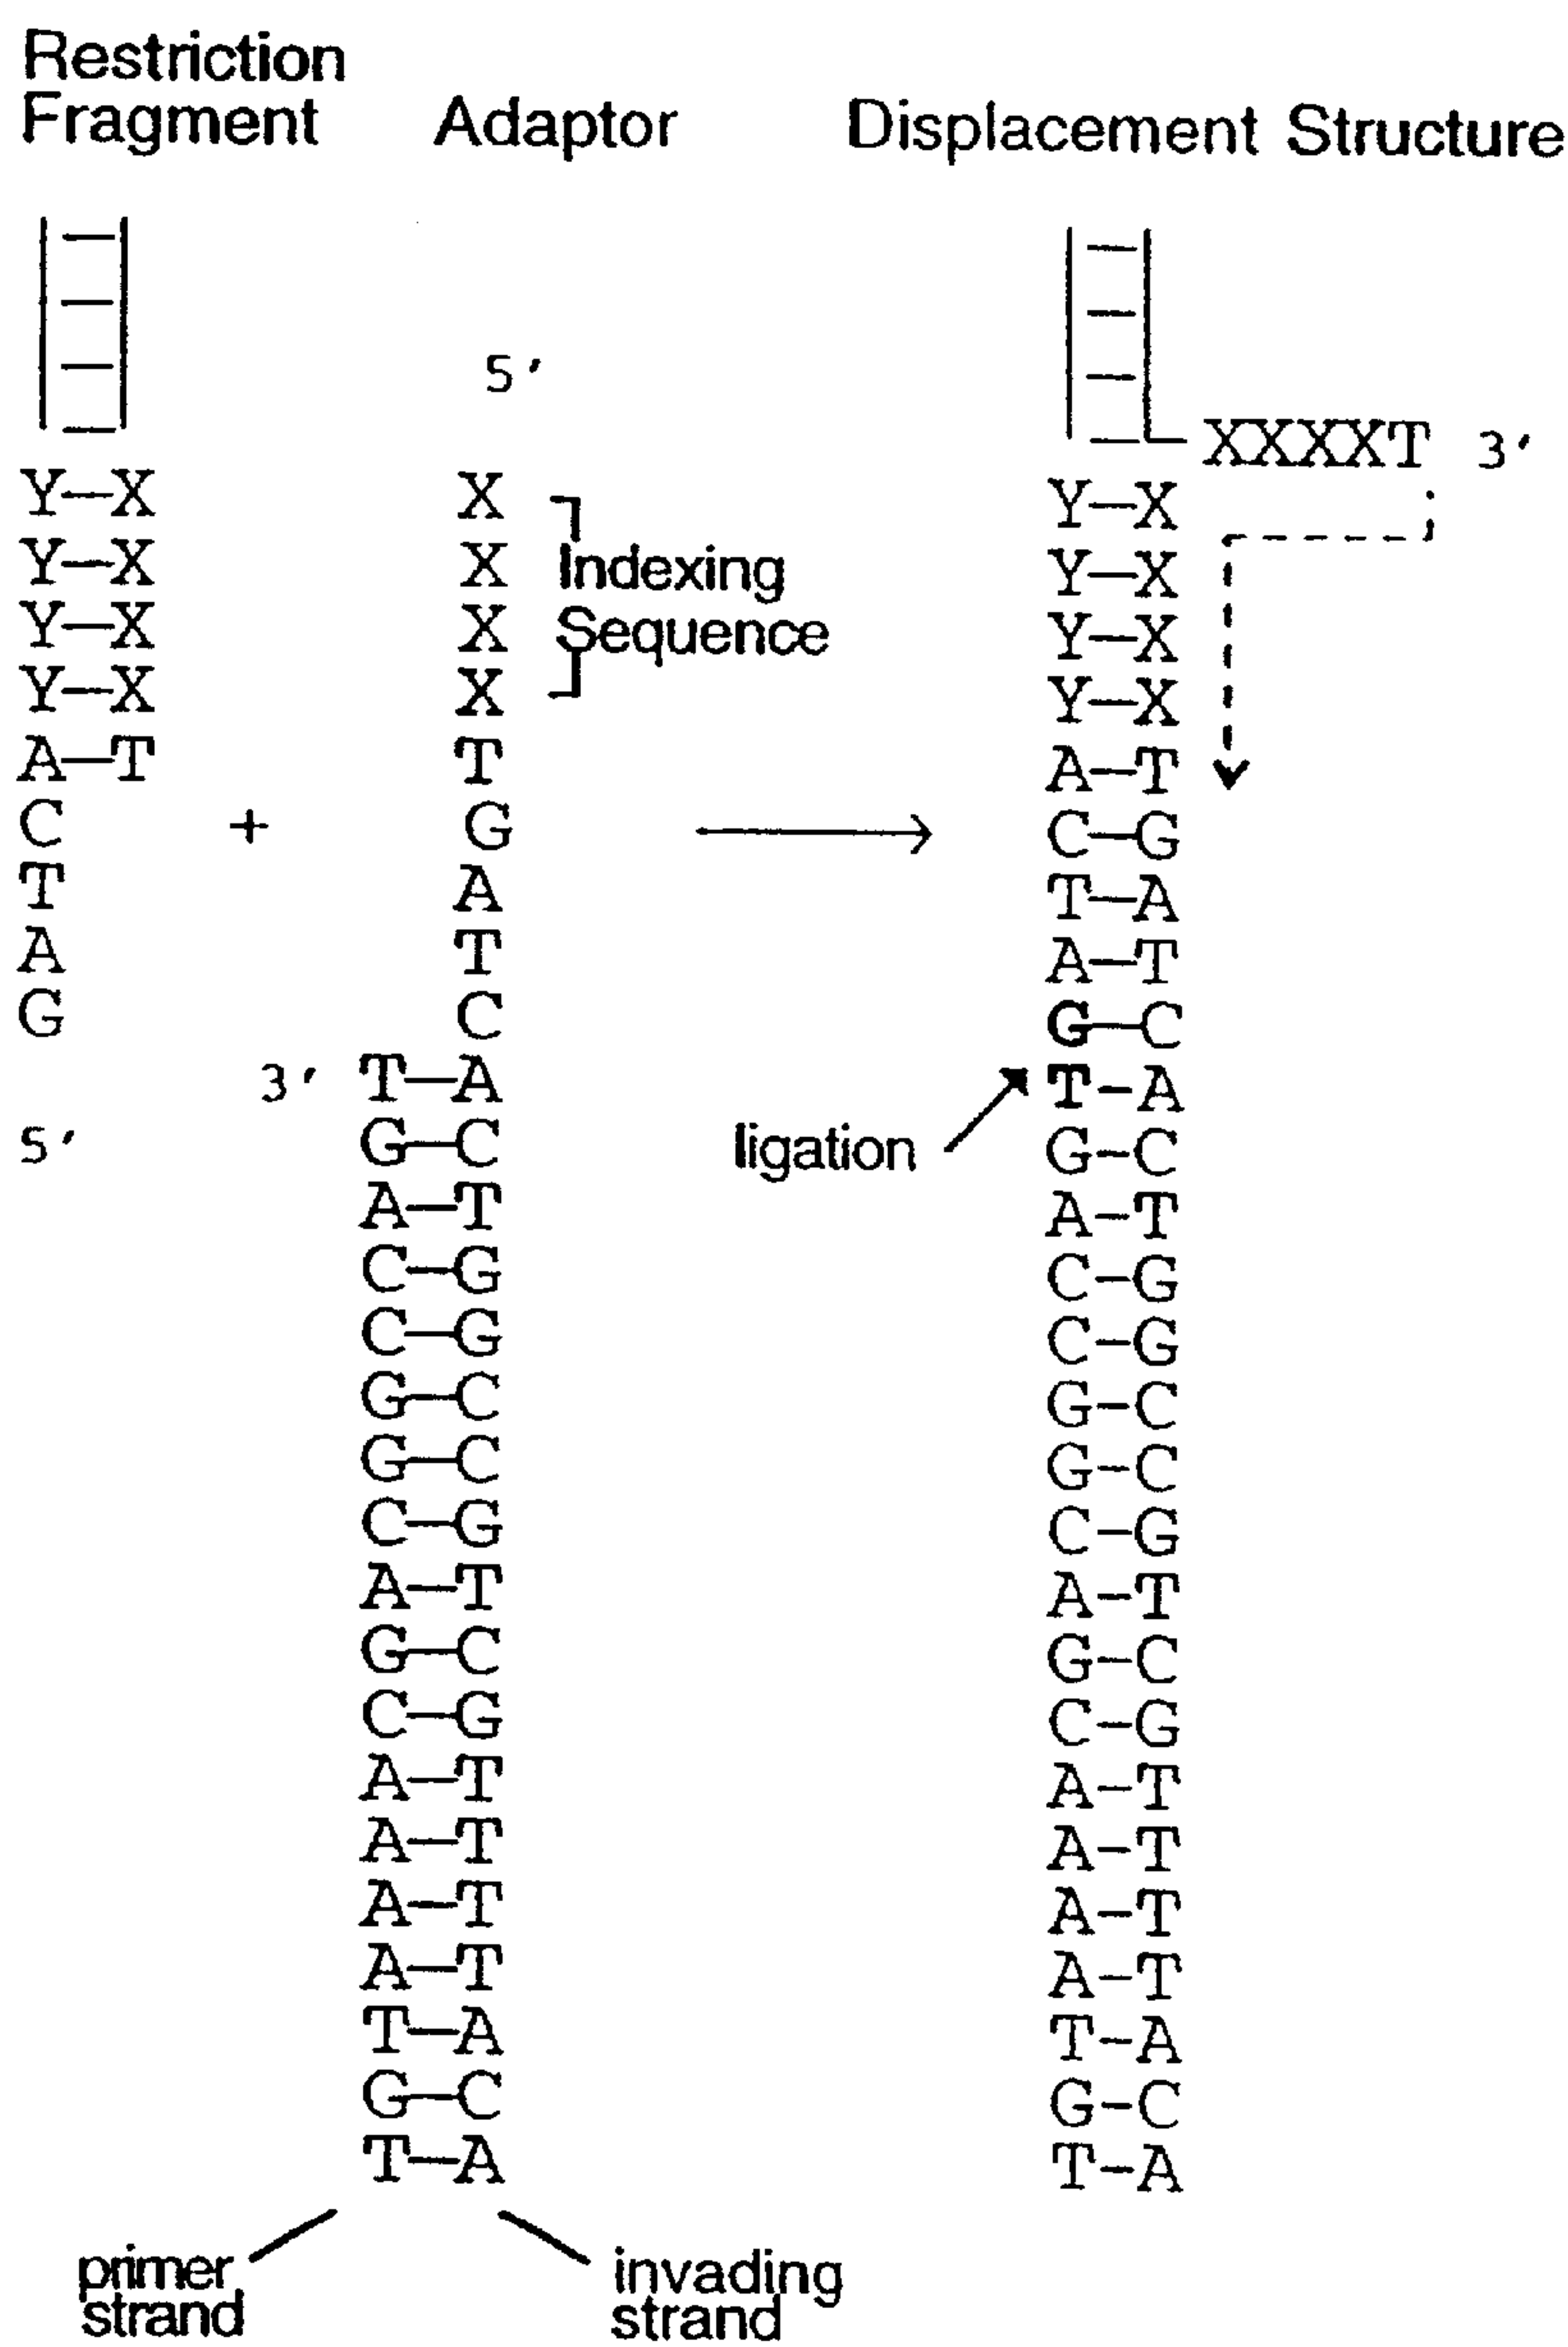 Restriction
Fragment Adaptor Displacement Structure
5'
XXXXT 3'
Y—X X Y—X
Y—X X Indexing Y—X
Y—X X Sequence Y—X
Y—X X Y—X
A—T T A—T
C + G C—G
T A T—A
A T A—T
G C G—C
3' T—A T-A
5' G—C ligation G-C
A—T A-T
C—G C-G
C—G C-G
G—C G-C
G—C G-C
C—G C-G
A—T A-T
G—C G-C
C—G C-G
A—T A-T
A—T A-T
A—T A-T
A—T A-T
T—A T-A
G—C G-C
T—A T-A
primer invading
strand strand